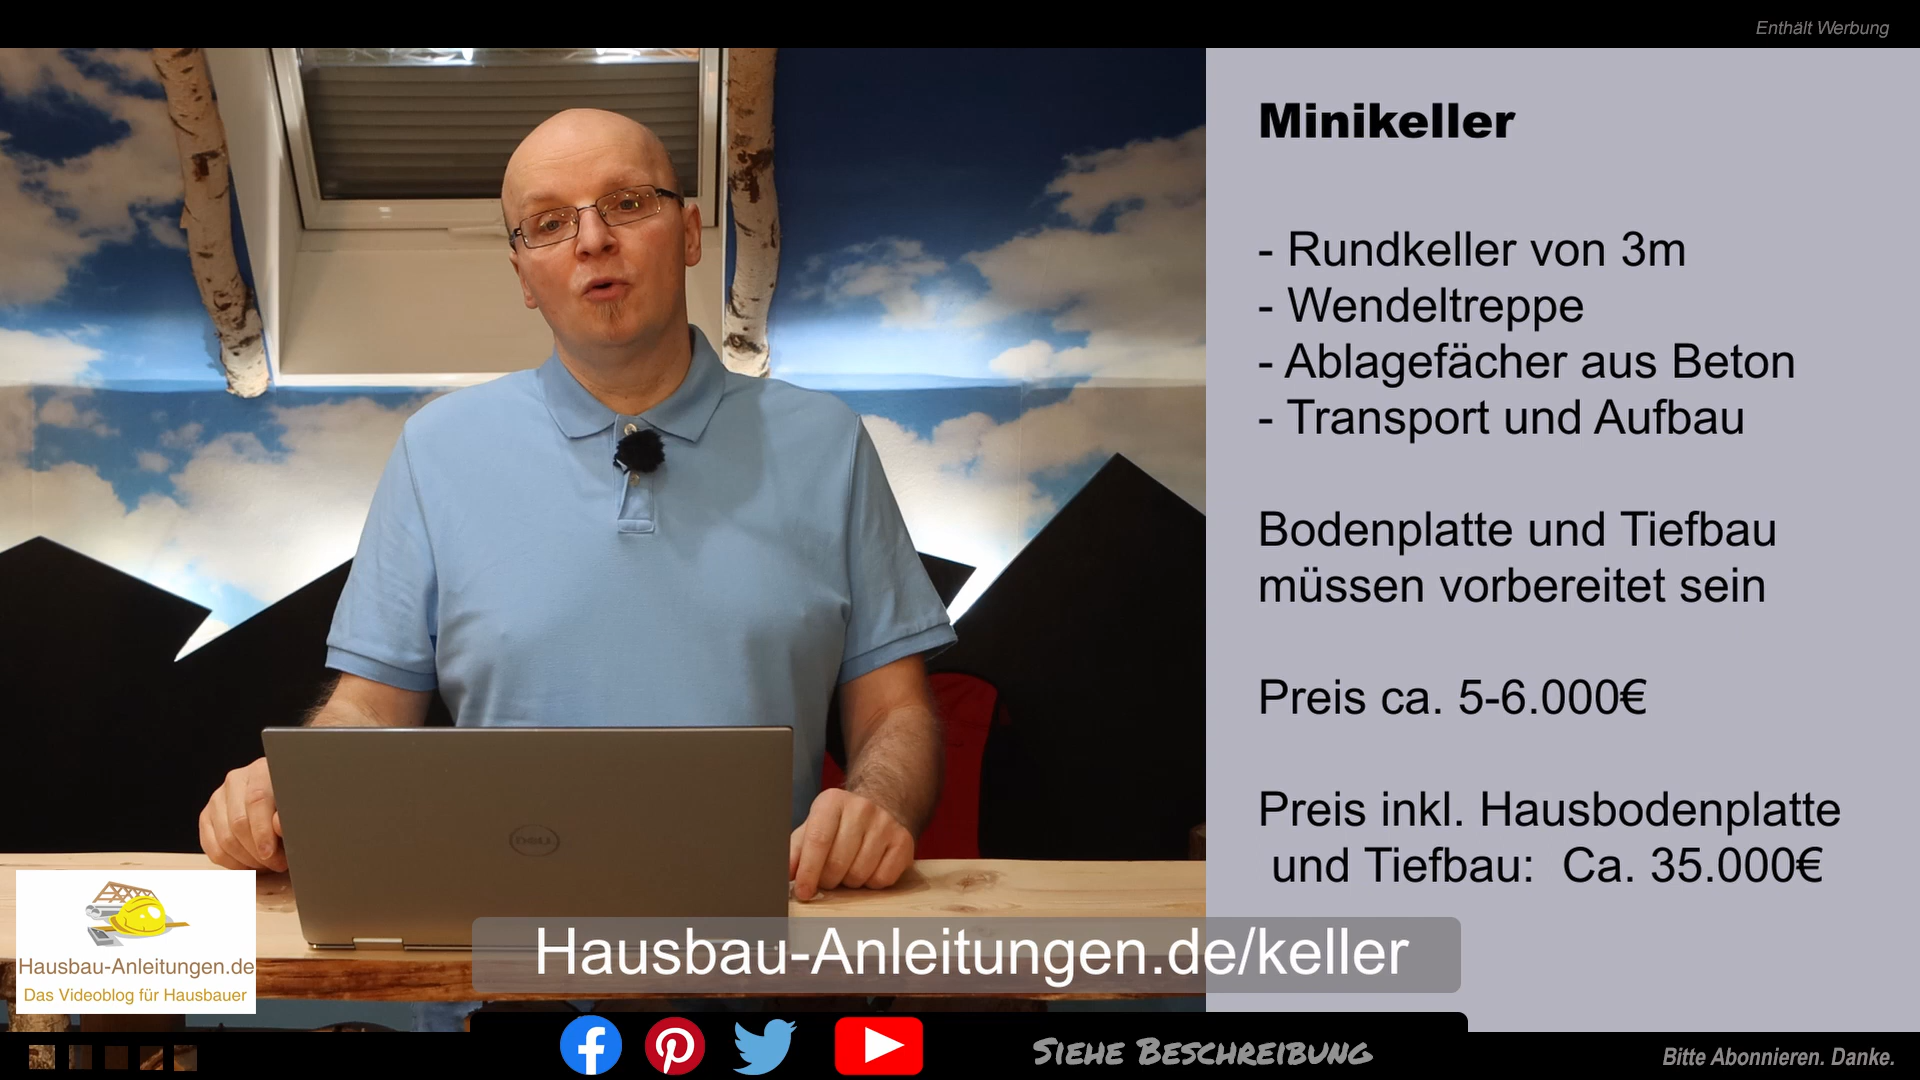 Enthält Werbung
Minikeller
- Rundkeller von 3m
- Wendeltreppe
- Ablagefächer aus Beton
- Transport und Aufbau
Bodenplatte und Tiefbau
müssen vorbereitet sein
Preis ca. 5-6.000€
Preis inkl. Hausbodenplatte
und Tiefbau: Ca. 35.000€
DELL
Hausbau-Anleitungen.de/keller
Hausbau-Anleitungen.de
Das Videoblog für Hausbauer
Siehe Beschreibung
Bitte Abonnieren. Danke.